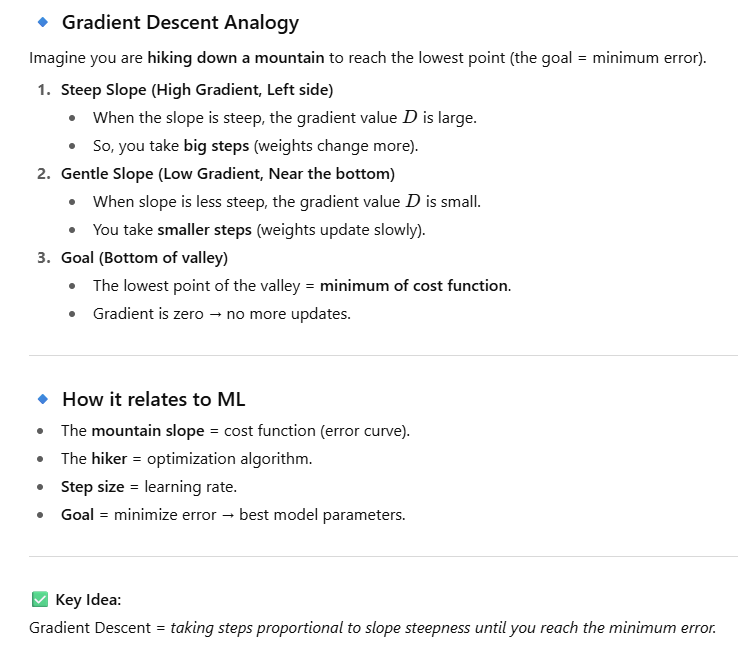 🔹 Gradient Descent Analogy
Imagine you are hiking down a mountain to reach the lowest point (the goal = minimum error).
1. Steep Slope (High Gradient, Left side)
• When the slope is steep, the gradient value D is large.
• So, you take big steps (weights change more).
2. Gentle Slope (Low Gradient, Near the bottom)
• When slope is less steep, the gradient value D is small.
• You take smaller steps (weights update slowly).
3. Goal (Bottom of valley)
• The lowest point of the valley = minimum of cost function.
• Gradient is zero → no more updates.
🔹 How it relates to ML
• The mountain slope = cost function (error curve).
• The hiker = optimization algorithm.
• Step size = learning rate.
• Goal = minimize error → best model parameters.
✅ Key Idea:
Gradient Descent = taking steps proportional to slope steepness until you reach the minimum error.